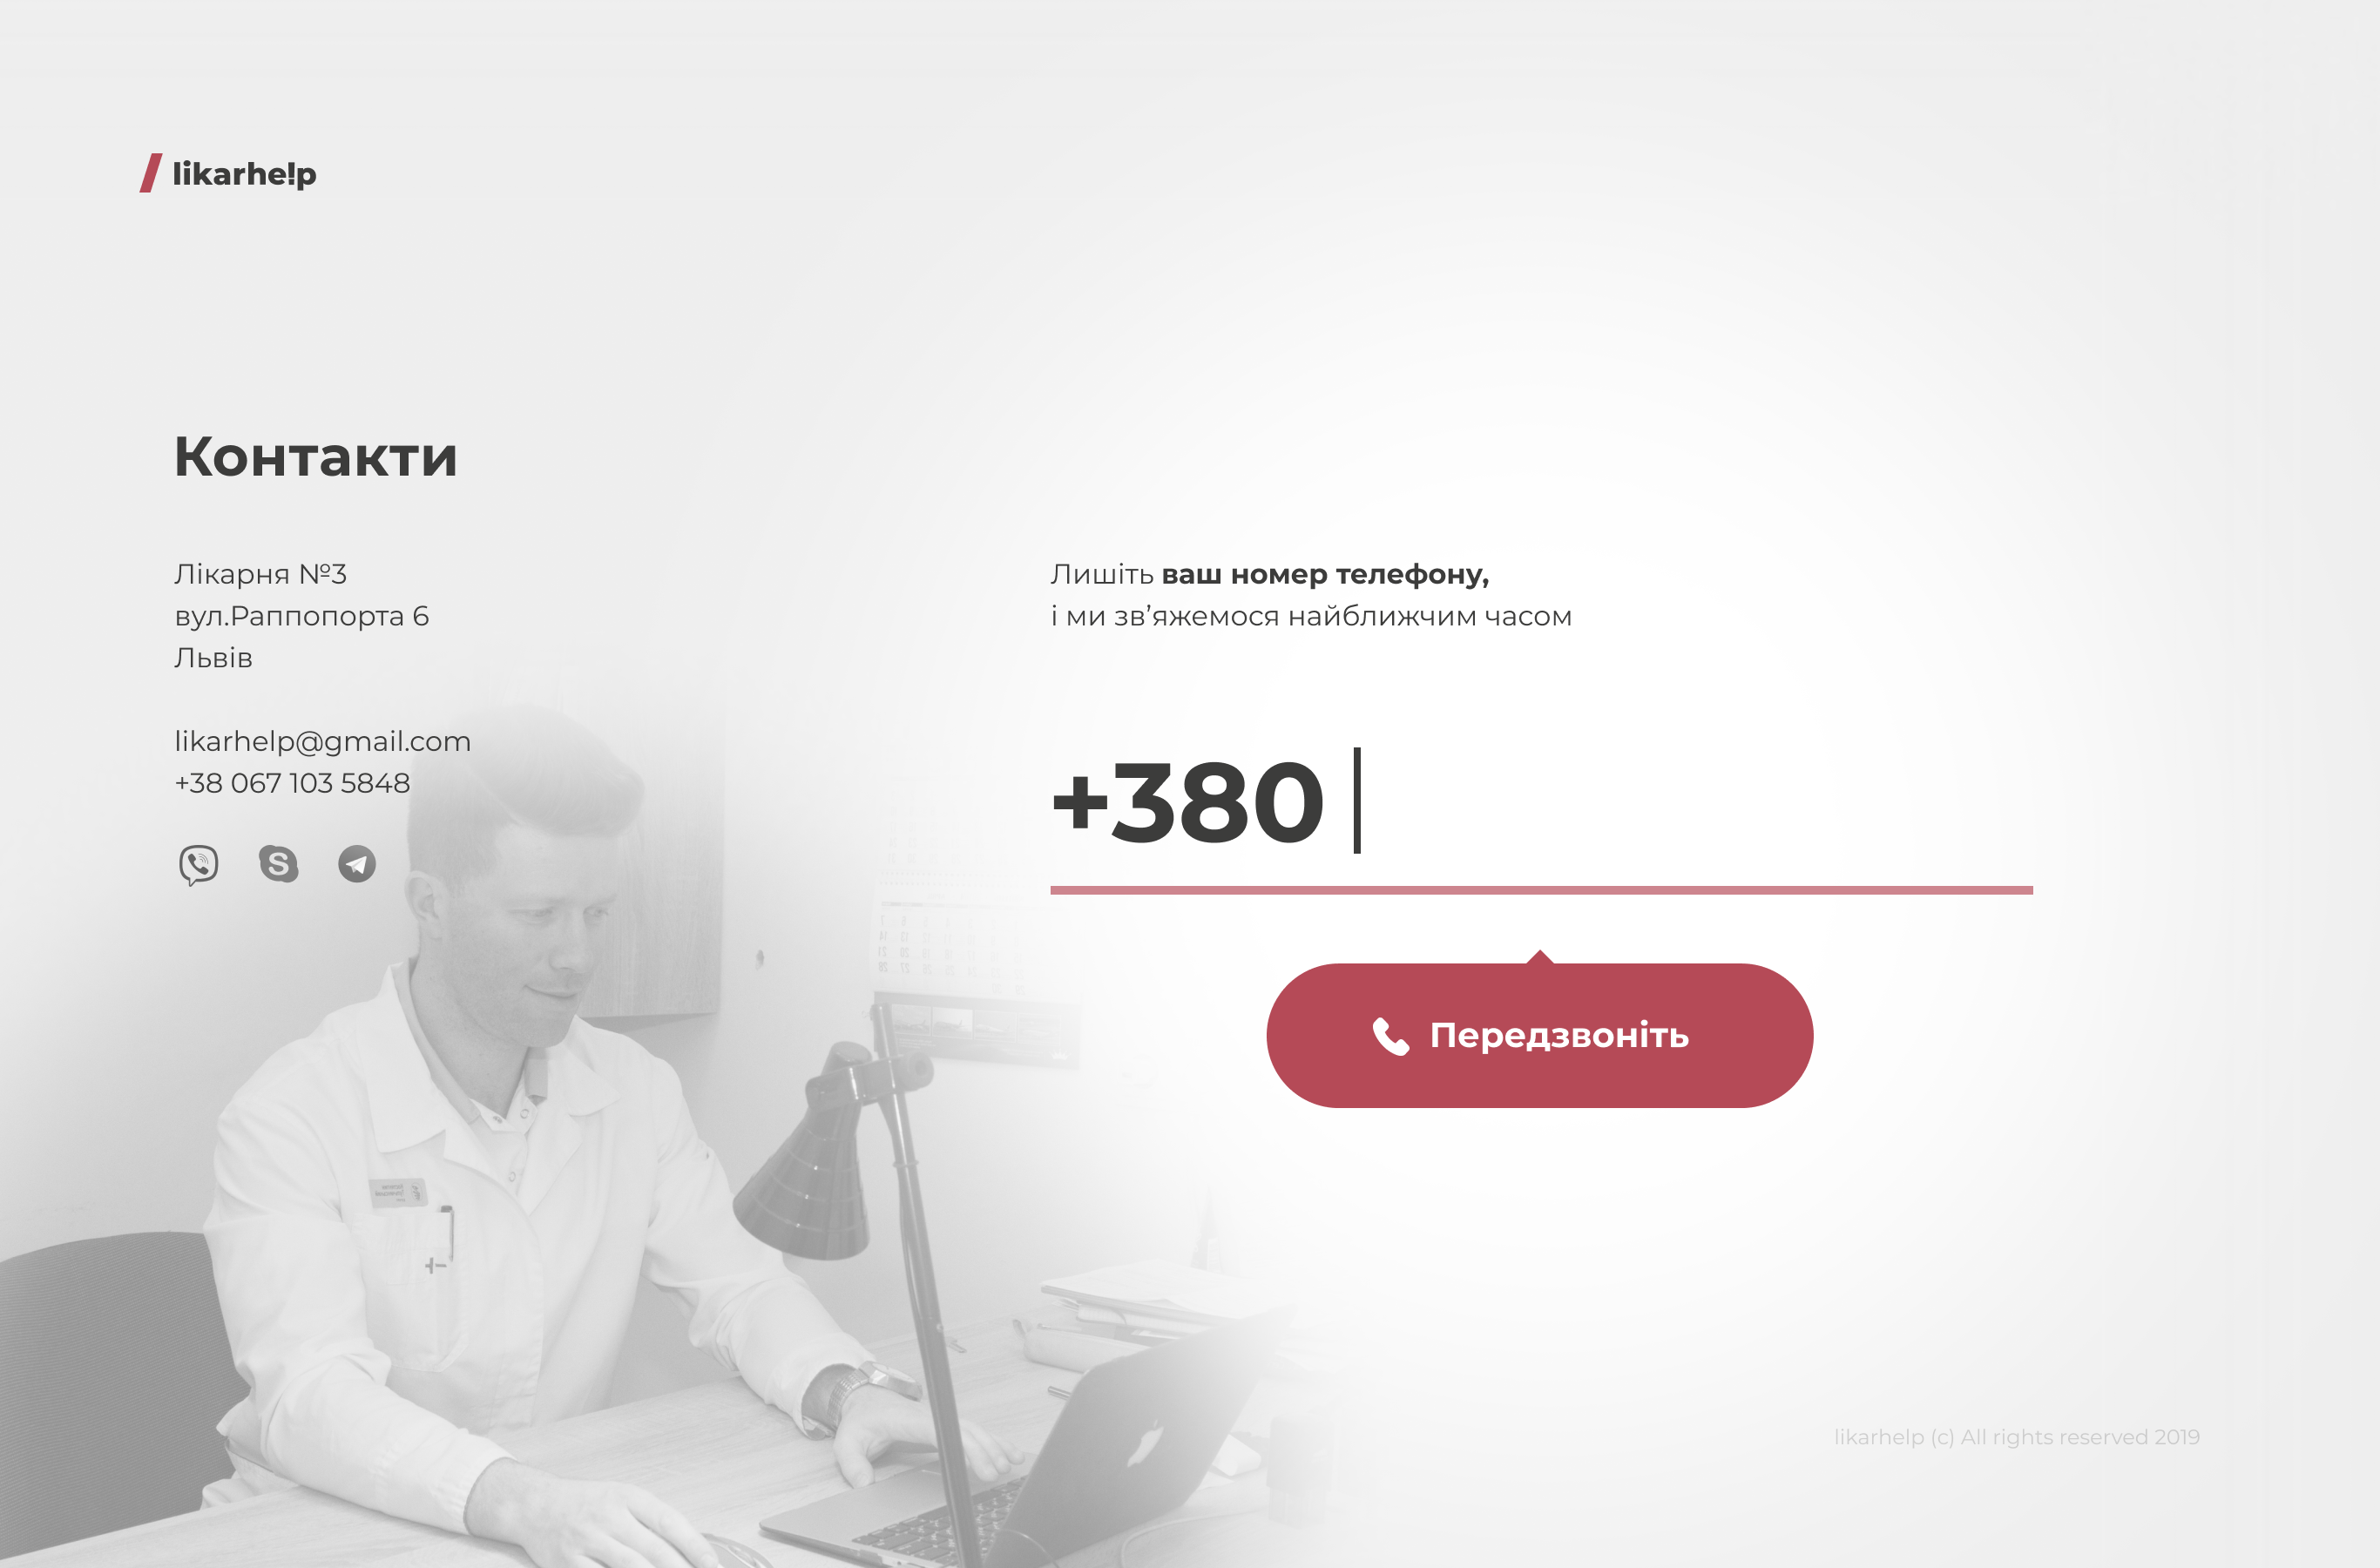 likarhe!p
Контакти
Лікарня №3
вул.Раппопорта 6
Львів
likarhelp@gmail.com
+38 067 103 5848
Лишіть ваш номер телефону,
і ми зв’яжемося найближчим часом
+380
Передзвоніть
likarhelp (c) All rights reserved 2019